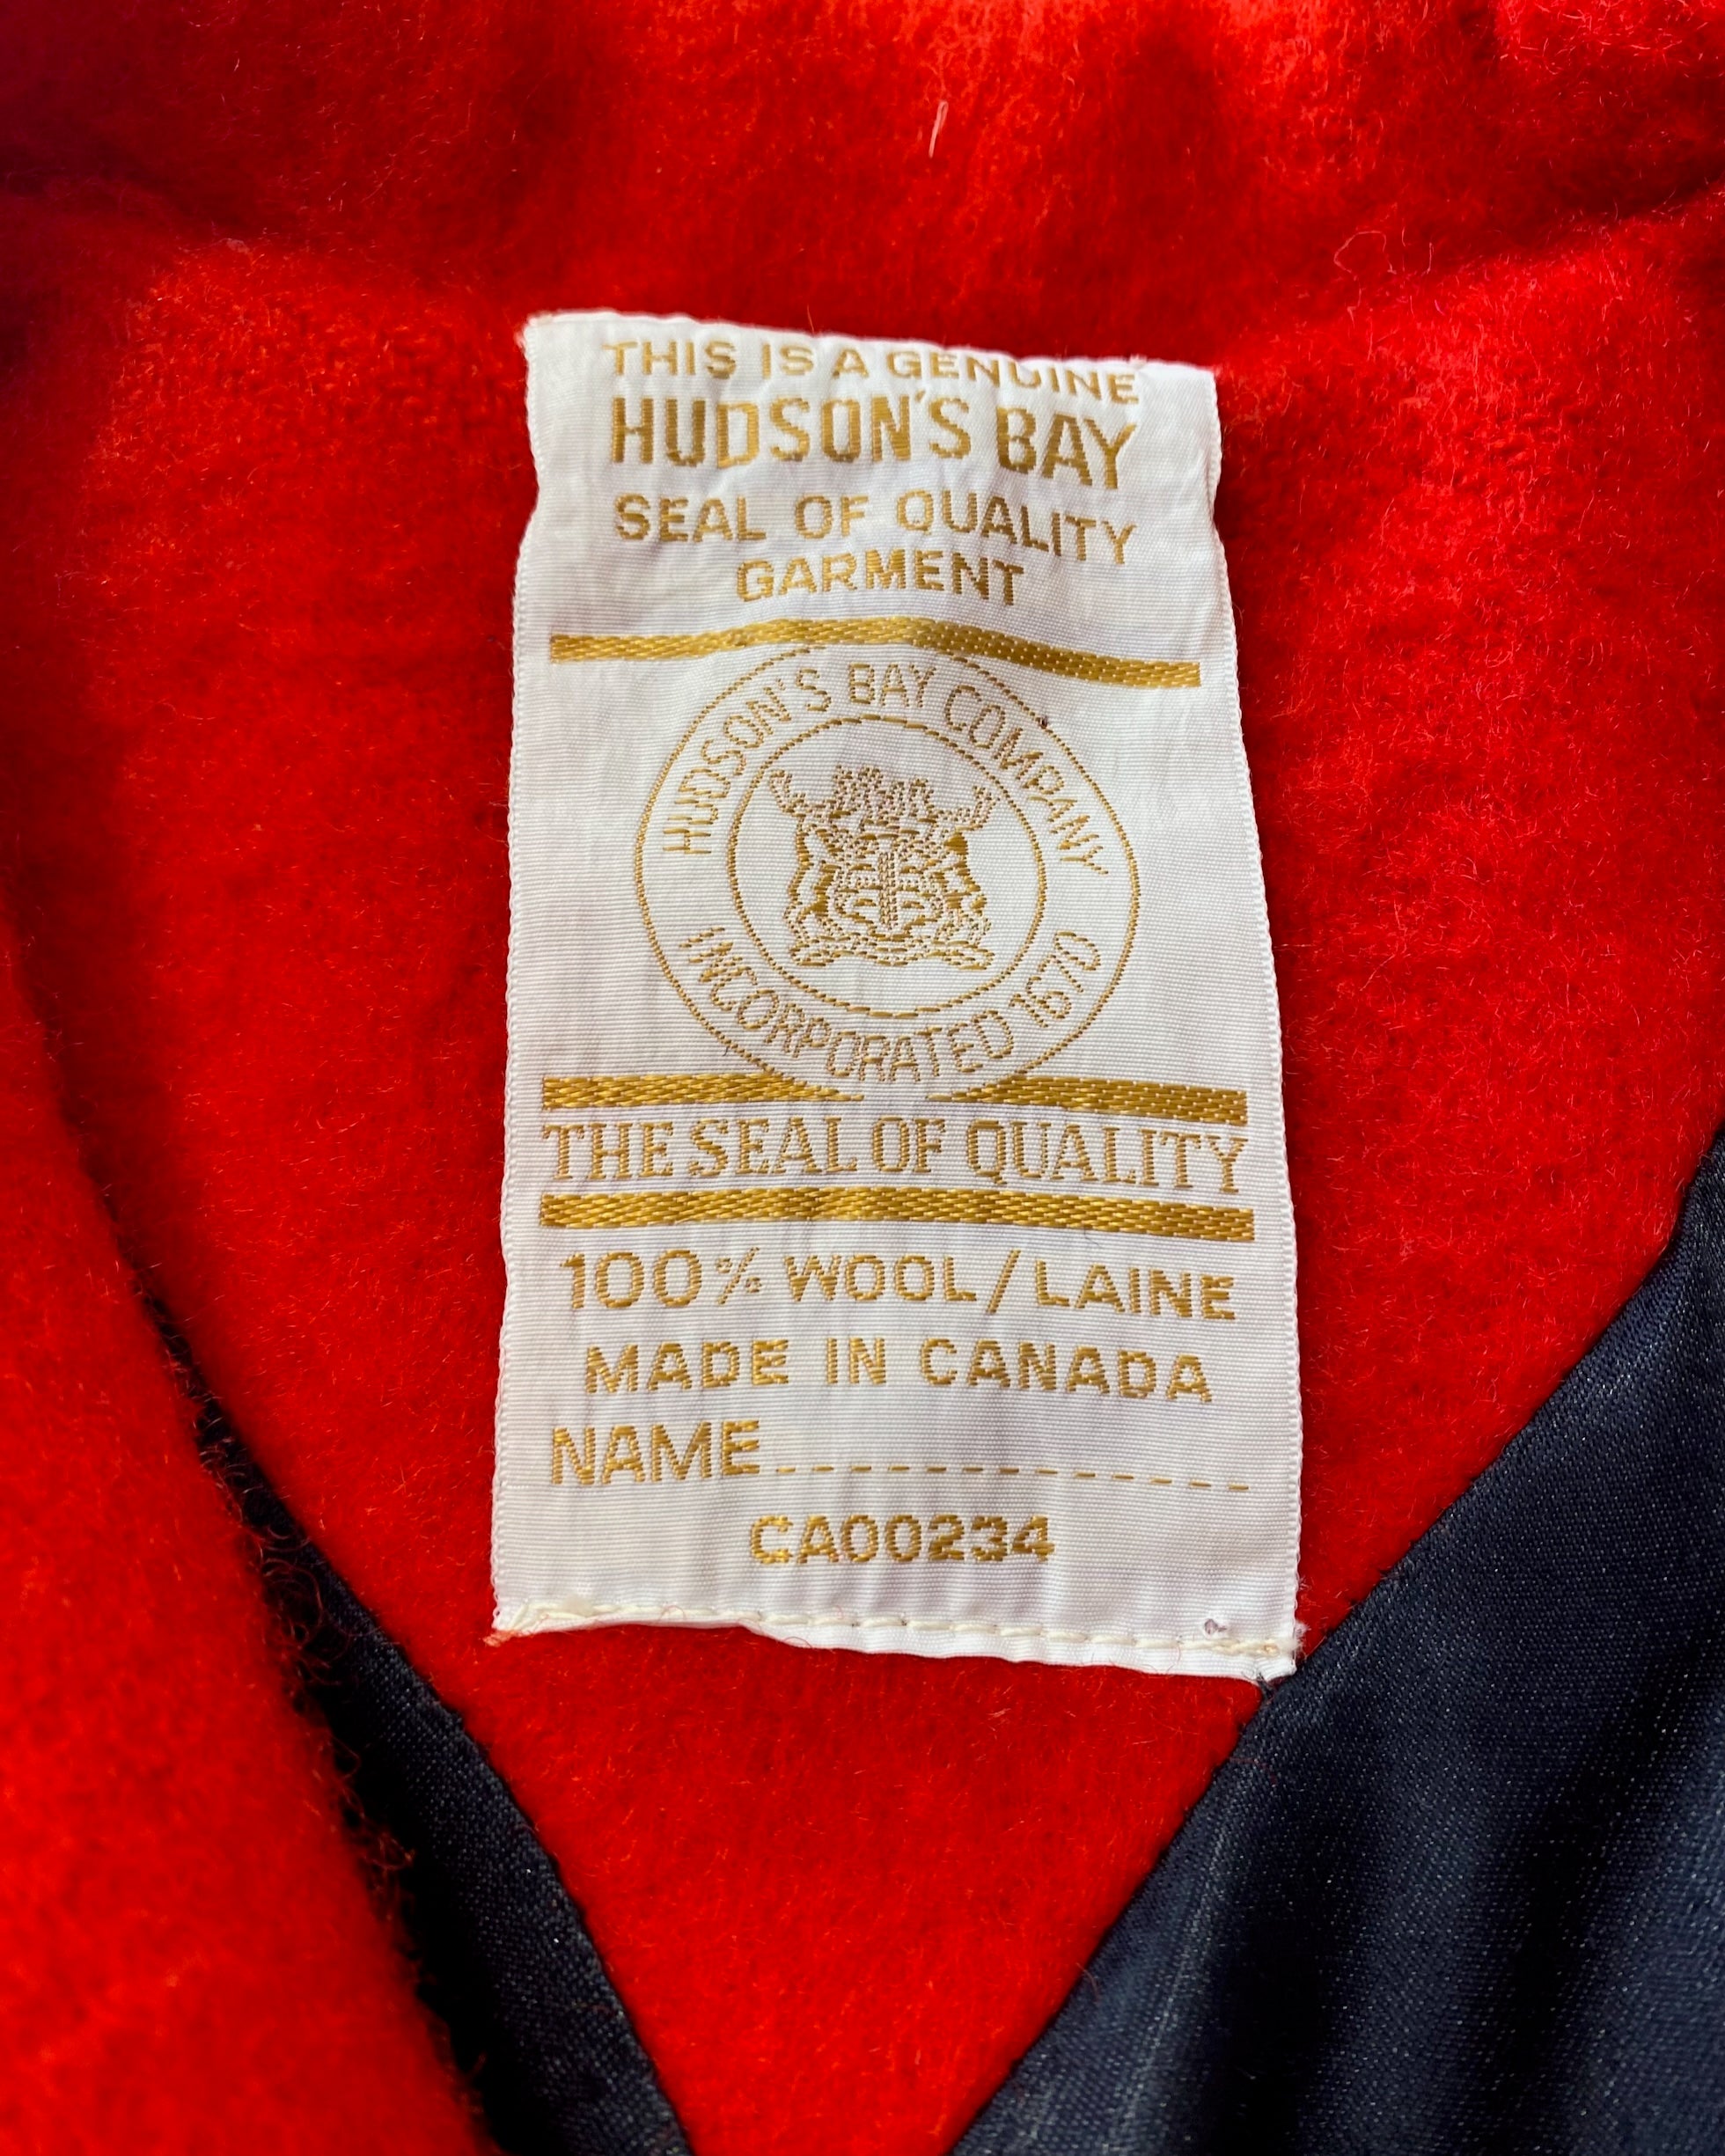 THIS IS A GENUINE
HUDSON'S BAY
SEAL OF QUALITY
GARMENT
HUDSON'S BAY COMPANY
INCORPORATED 1670
THE SEAL OF QUALITY
100% WOOL/LAINE
MADE IN CANADA
NAME
CA00234